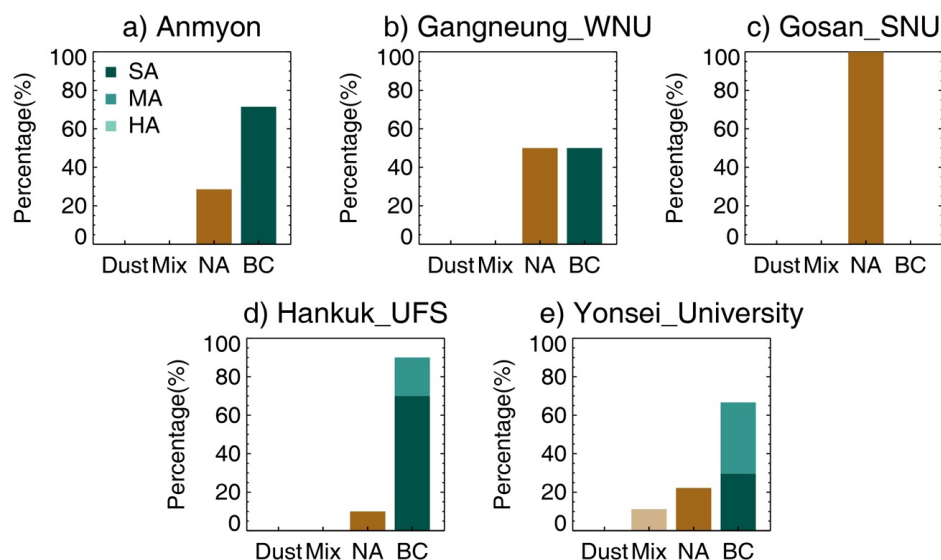 a) Anmyon
b) Gangneung_WNU
c) Gosan_SNU
Percentage(%)
100
80
60
40
20
0
SA
MA
HA
Dust Mix NA BC
Percentage(%)
100
80
60
40
20
0
Dust Mix NA BC
Percentage(%)
100
80
60
40
20
0
Dust Mix NA BC
d) Hankuk_UFS
e) Yonsei_University
Percentage(%)
100
80
60
40
20
0
Dust Mix NA BC
Percentage(%)
100
80
60
40
20
0
Dust Mix NA BC